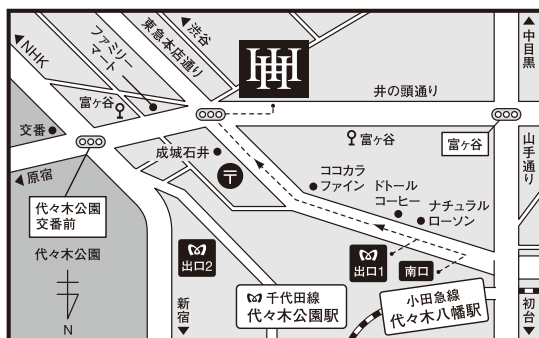 渋谷
東急本店通り
ファミリー
マート
NHK
HH
中目黒
井の頭通り
富ヶ谷
交番
富ヶ谷
富ヶ谷
山手通り
成城石井
〒
原宿
ココカラ
ファイン
ドトール
コーヒー
ナチュラル
ローソン
代々木公園
交番前
代々木公園
出口2
出口1
南口
新宿
千代田線
代々木公園駅
小田急線
代々木八幡駅
初台
N